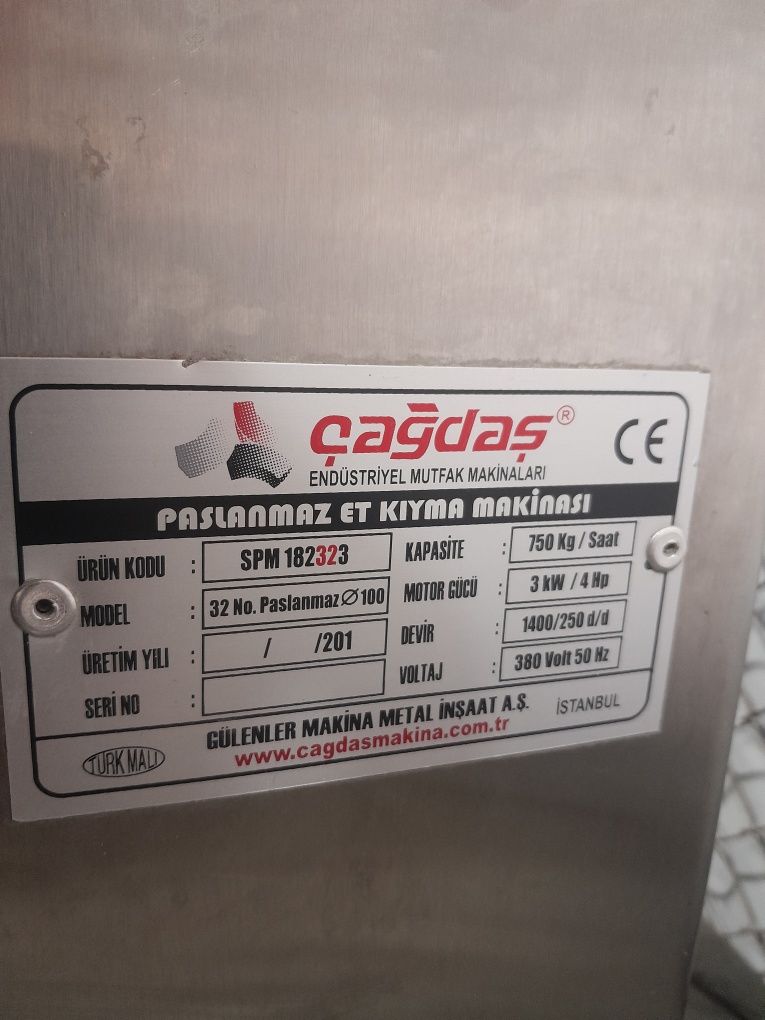 çağdaş®
ENDÜSTRİYEL MUTFAK MAKİNALARI
CE
PASLANMAZ ET KIYMA MAKİNASI
ÜRÜN KODU : SPM 182323
MODEL : 32 No. Paslanmaz Ø 100
ÜRETİM YILI : / /201
SERİ NO :
KAPASİTE : 750 Kg / Saat
MOTOR GÜCÜ : 3 kW / 4 Hp
DEVİR : 1400/250 d/d
VOLTAJ : 380 Volt 50 Hz
GÜLENLER MAKİNA METAL İNŞAAT A.Ş. İSTANBUL
www.cagdasmakina.com.tr
TÜRK MALI